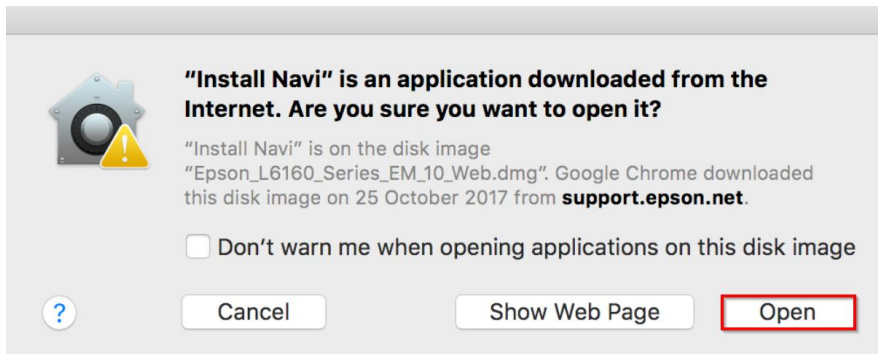 “Install Navi” is an application downloaded from the
Internet. Are you sure you want to open it?
“Install Navi” is on the disk image
“Epson_L6160_Series_EM_10_Web.dmg”. Google Chrome downloaded
this disk image on 25 October 2017 from support.epson.net.
Don’t warn me when opening applications on this disk image
? Cancel Show Web Page Open